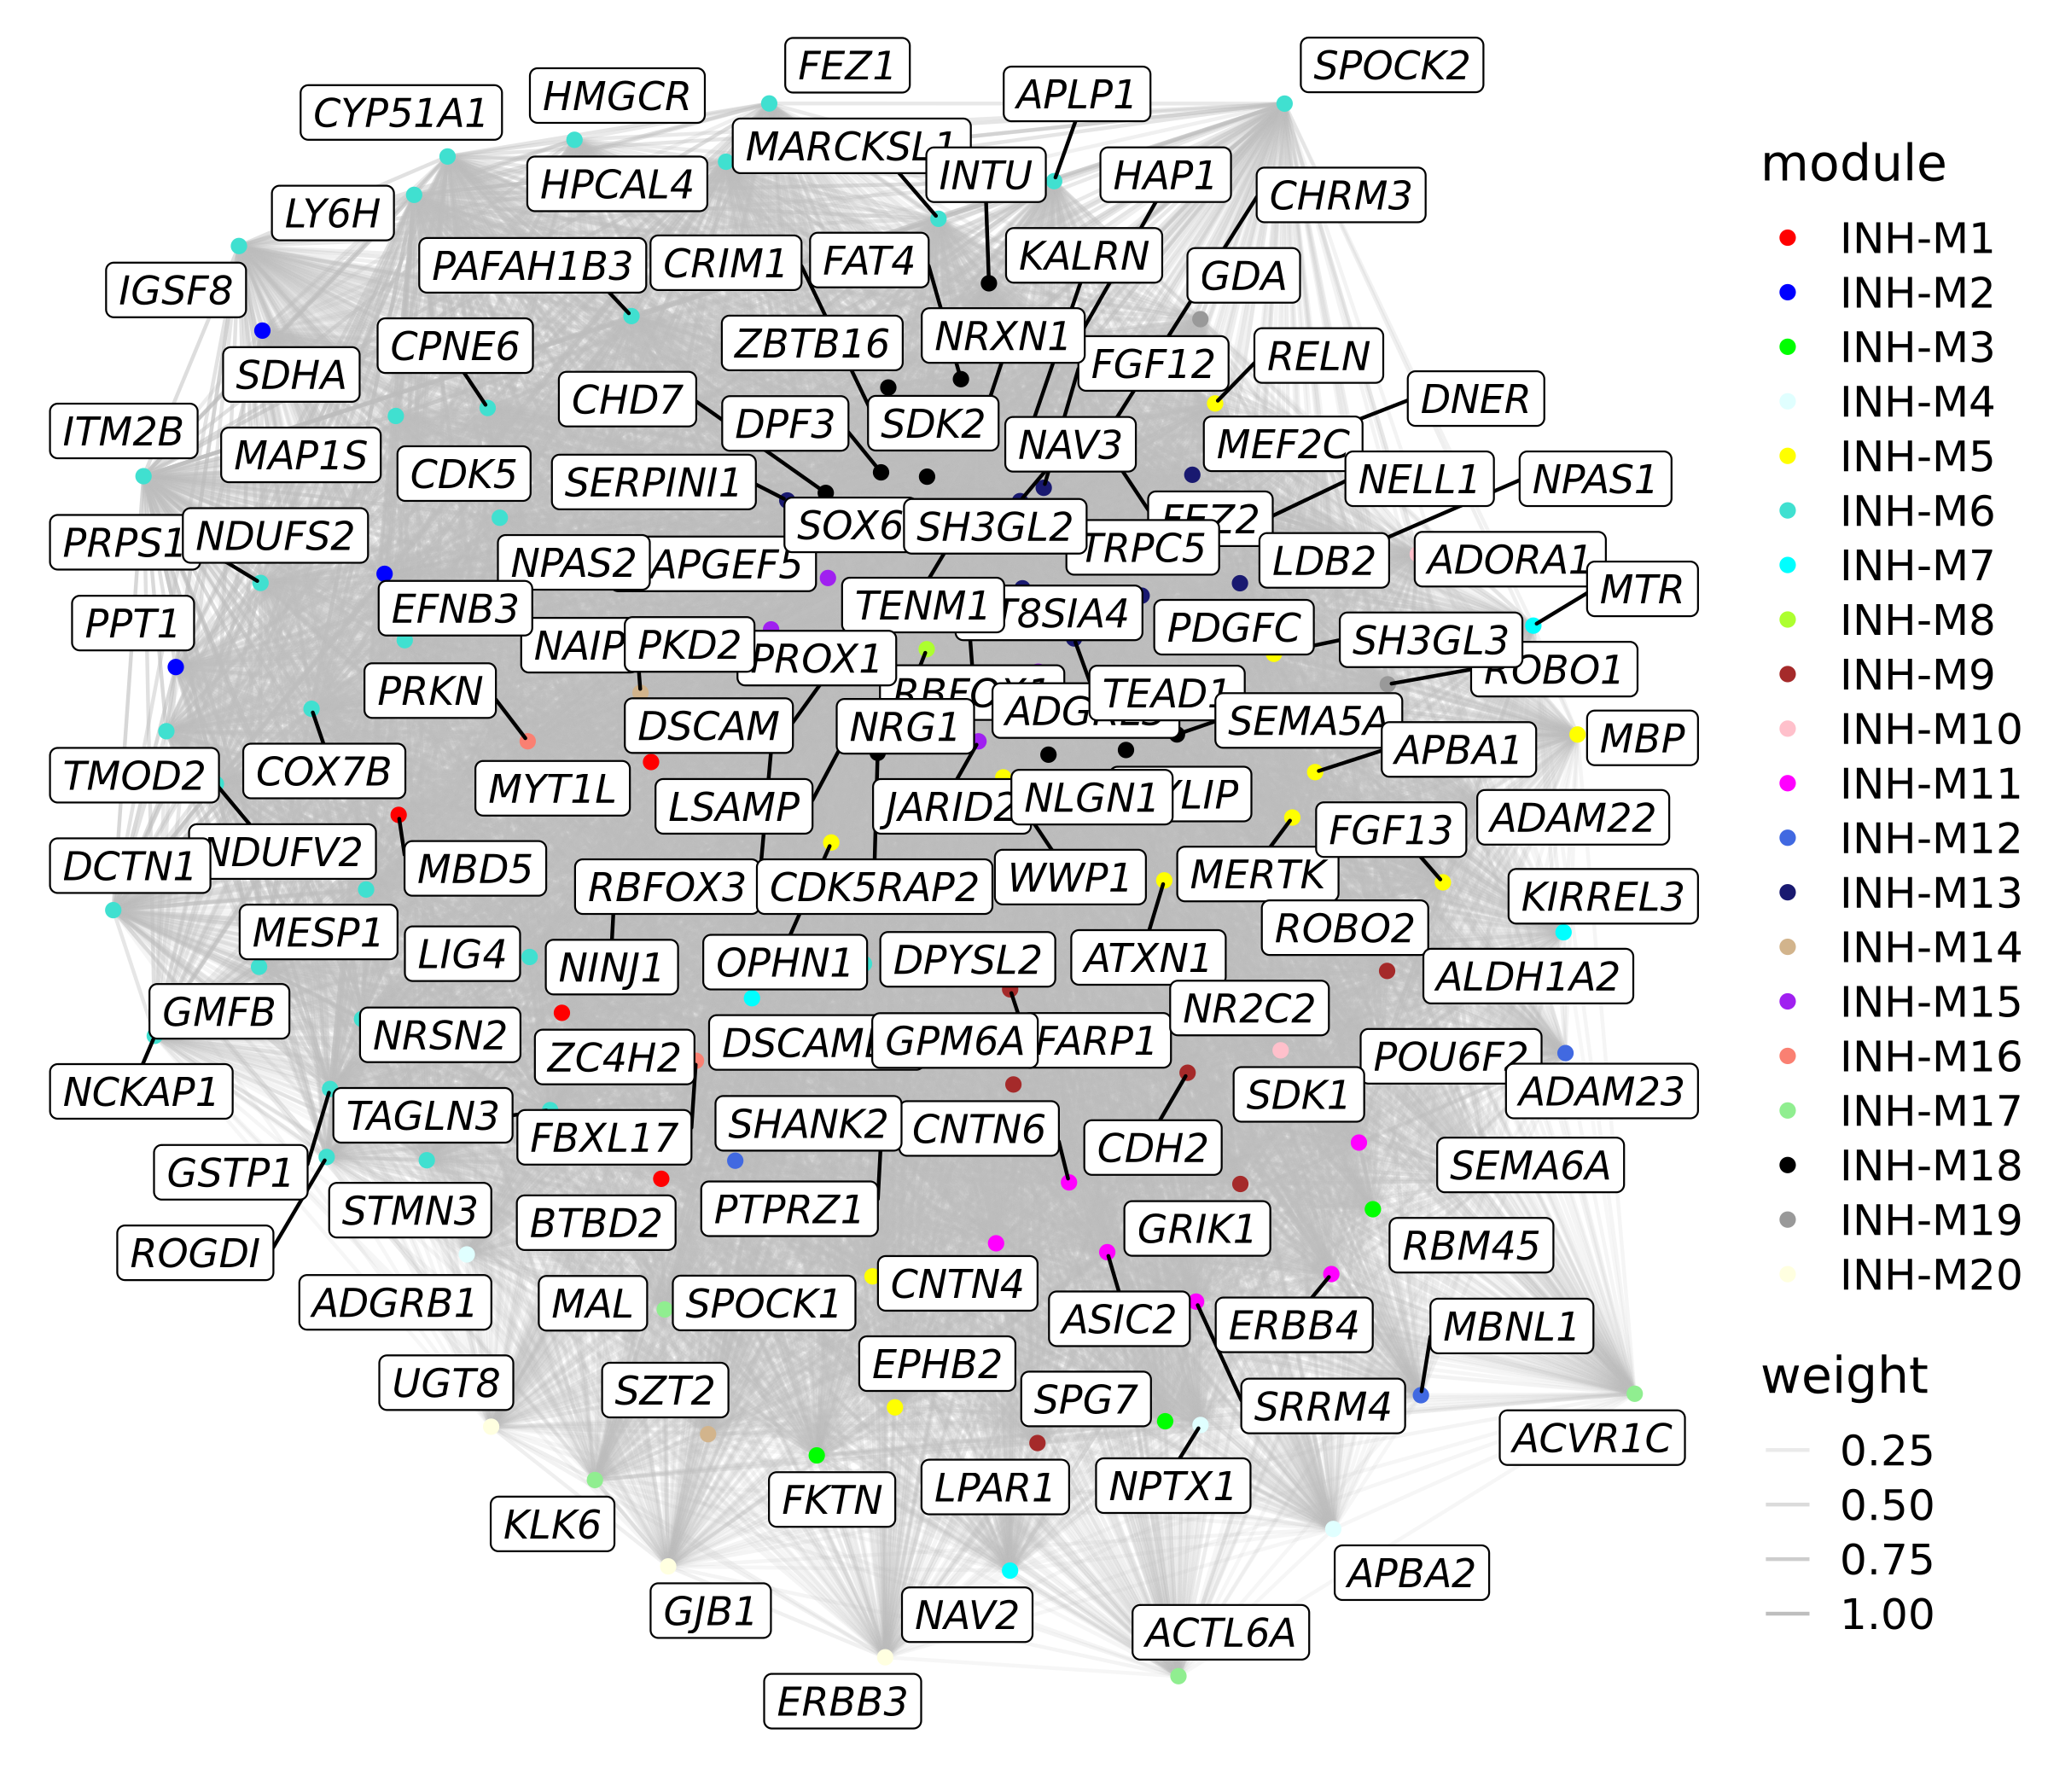 FEZ1
SPOCK2
HMGCR
APLP1
CYP51A1
MARCKSL1
INTU
HAP1
HPCAL4
CHRM3
LY6H
PAFAH1B3
CRIM1
FAT4
KALRN
GDA
IGSF8
CPNE6
ZBTB16
NRXN1
FGF12
RELN
SDHA
CHD7
DPF3
SDK2
NAV3
MEF2C
DNER
ITM2B
MAP1S
CDK5
SERPINI1
NELL1
NPAS1
PRPS1
NDUFS2
SOX6
SH3GL2
FEZ2
TRPC5
LDB2
ADORA1
NPAS2
APGEF5
MTR
PPT1
EFNB3
TENM1
T8SIA4
PDGFC
SH3GL3
NAIP
PKD2
PROX1
ROBO1
PRKN
RBFOX1
TEAD1
DSCAM
NRG1
SEMA5A
APBA1
MBP
TMOD2
COX7B
MYT1L
LSAMP
JARID2
NLGN1
YLIP
ADAM22
FGF13
DCTN1
NDUFV2
MBD5
RBFOX3
CDK5RAP2
WWP1
MERTK
KIRREL3
MESP1
LIG4
NINJ1
OPHN1
DPYSL2
ATXN1
ROBO2
ALDH1A2
GMFB
NRSN2
ZC4H2
GPM6A
FARP1
NR2C2
POU6F2
NCKAP1
TAGLN3
FBXL17
SHANK2
CNTN6
CDH2
SDK1
ADAM23
GSTP1
STMN3
BTBD2
PTPRZ1
GRIK1
SEMA6A
ROGDI
RBM45
ADGRB1
MAL
SPOCK1
CNTN4
ASIC2
ERBB4
MBNL1
UGT8
SZT2
EPHB2
SPG7
SRRM4
ACVR1C
KLK6
FKTN
LPAR1
NPTX1
GJB1
NAV2
ACTL6A
APBA2
ERBB3
module
INH-M1
INH-M2
INH-M3
INH-M4
INH-M5
INH-M6
INH-M7
INH-M8
INH-M9
INH-M10
INH-M11
INH-M12
INH-M13
INH-M14
INH-M15
INH-M16
INH-M17
INH-M18
INH-M19
INH-M20
weight
0.25
0.50
0.75
1.00